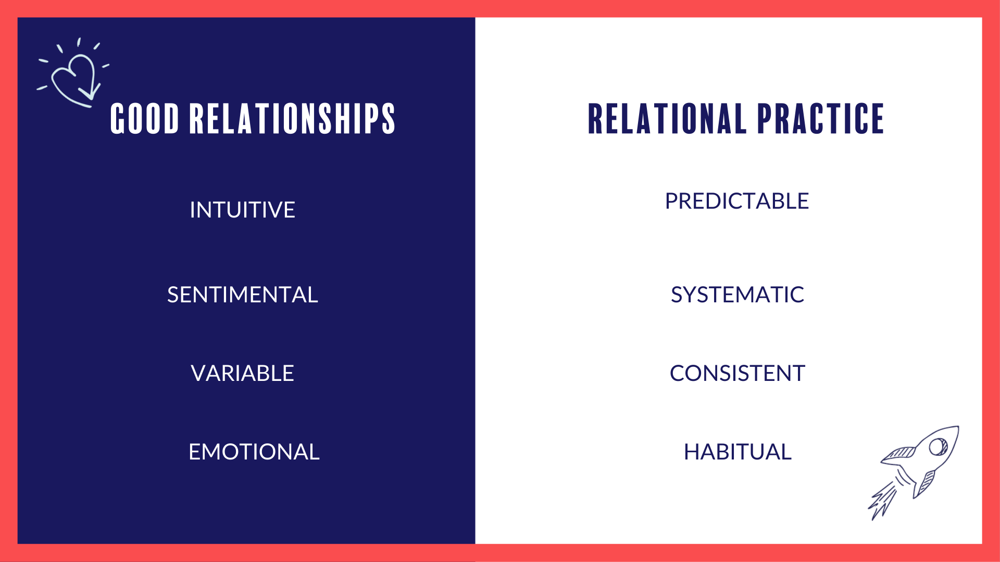 GOOD RELATIONSHIPS
INTUITIVE
SENTIMENTAL
VARIABLE
EMOTIONAL
RELATIONAL PRACTICE
PREDICTABLE
SYSTEMATIC
CONSISTENT
HABITUAL